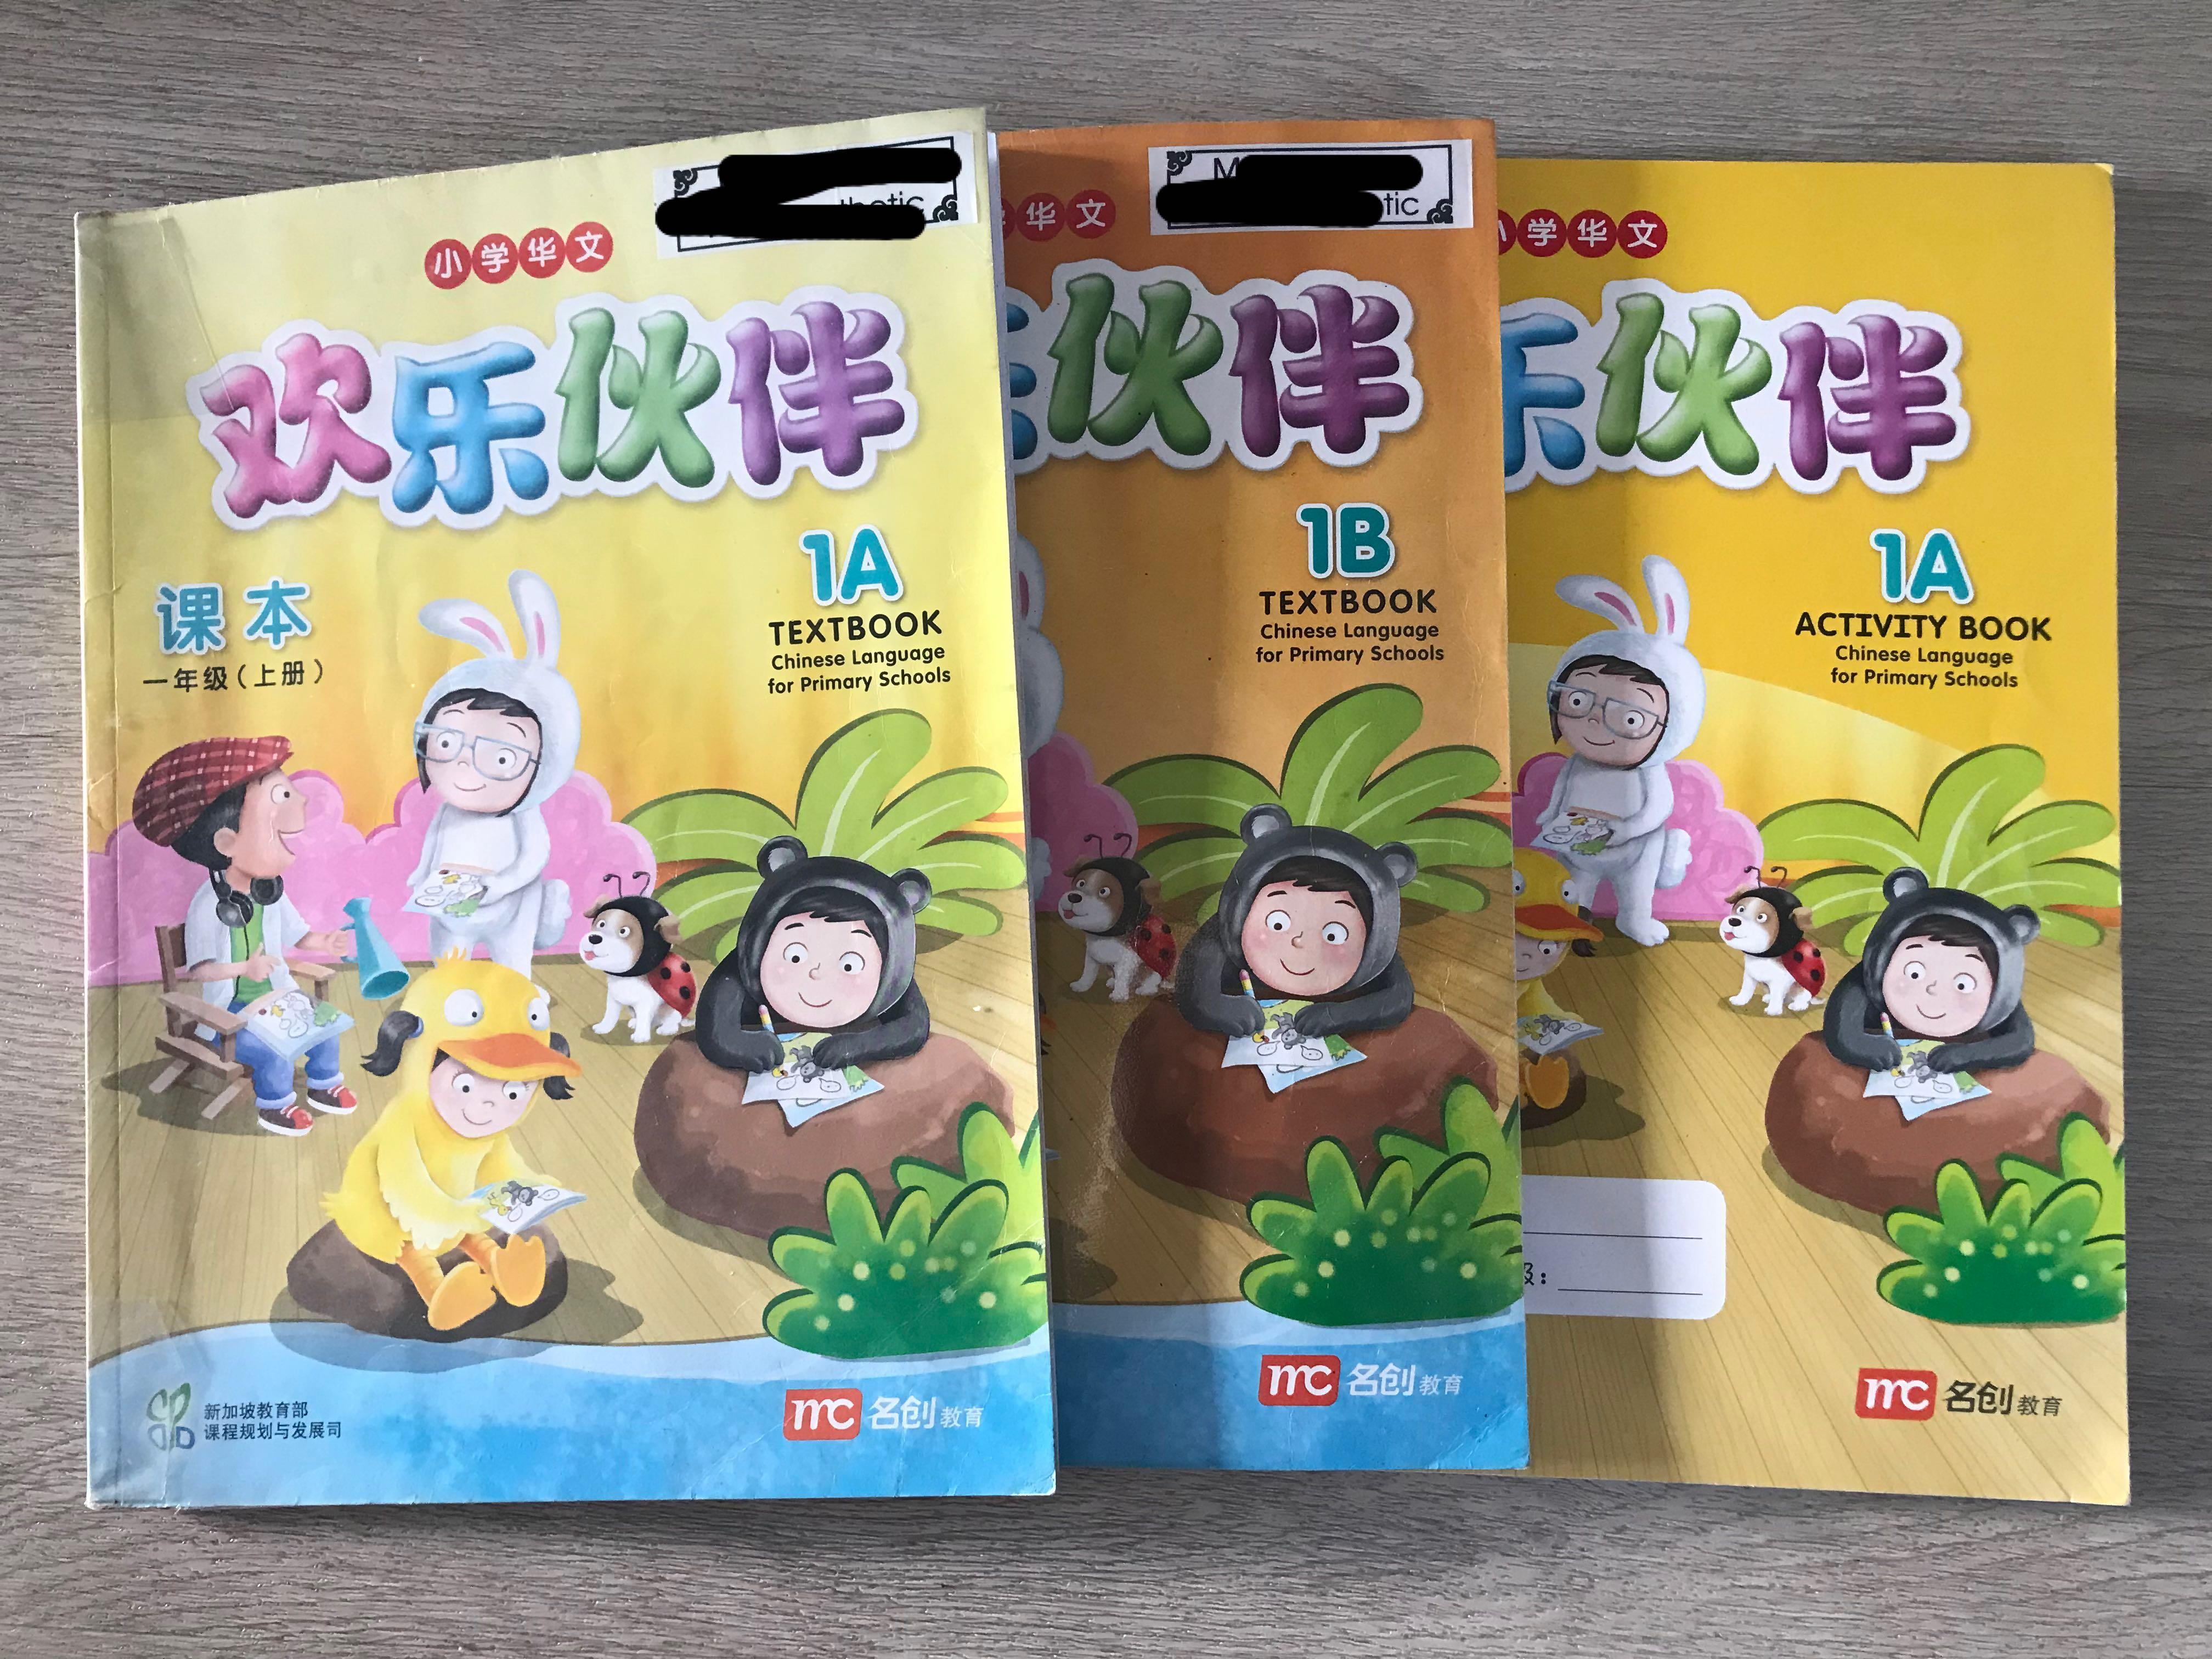 小学华文
欢乐伙伴
1A
TEXTBOOK
Chinese Language
for Primary Schools
课本
一年级(上册)
新加坡教育部
课程规划与发展司
mc 名创教育
M
tic
华文
伙伴
1B
TEXTBOOK
Chinese Language
for Primary Schools
mc 名创教育
学华文
乐伙伴
1A
ACTIVITY BOOK
Chinese Language
for Primary Schools
mc 名创教育